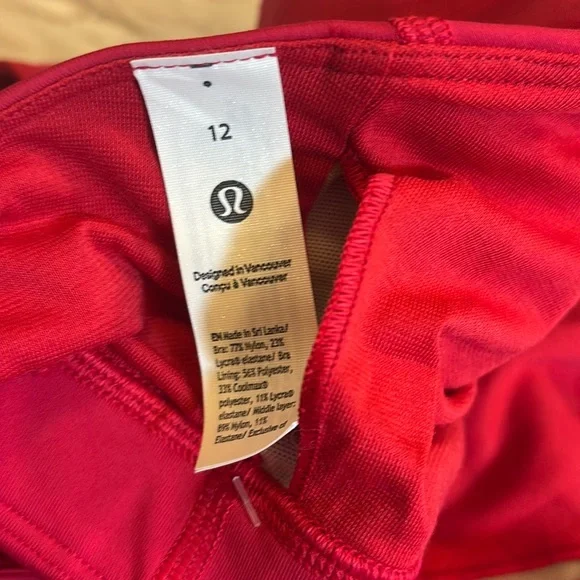 12
Designed in Vancouver
Conçu à Vancouver
EN Made in Sri Lanka/
Bra: 77% Nylon, 23%
Lycra® elastane/ Bra
Lining: 56% Polyester,
33% Coolmax®
polyester, 11% Lycra®
elastane/ Middle layer:
89% Nylon, 11%
Elastane/ Exclusive of